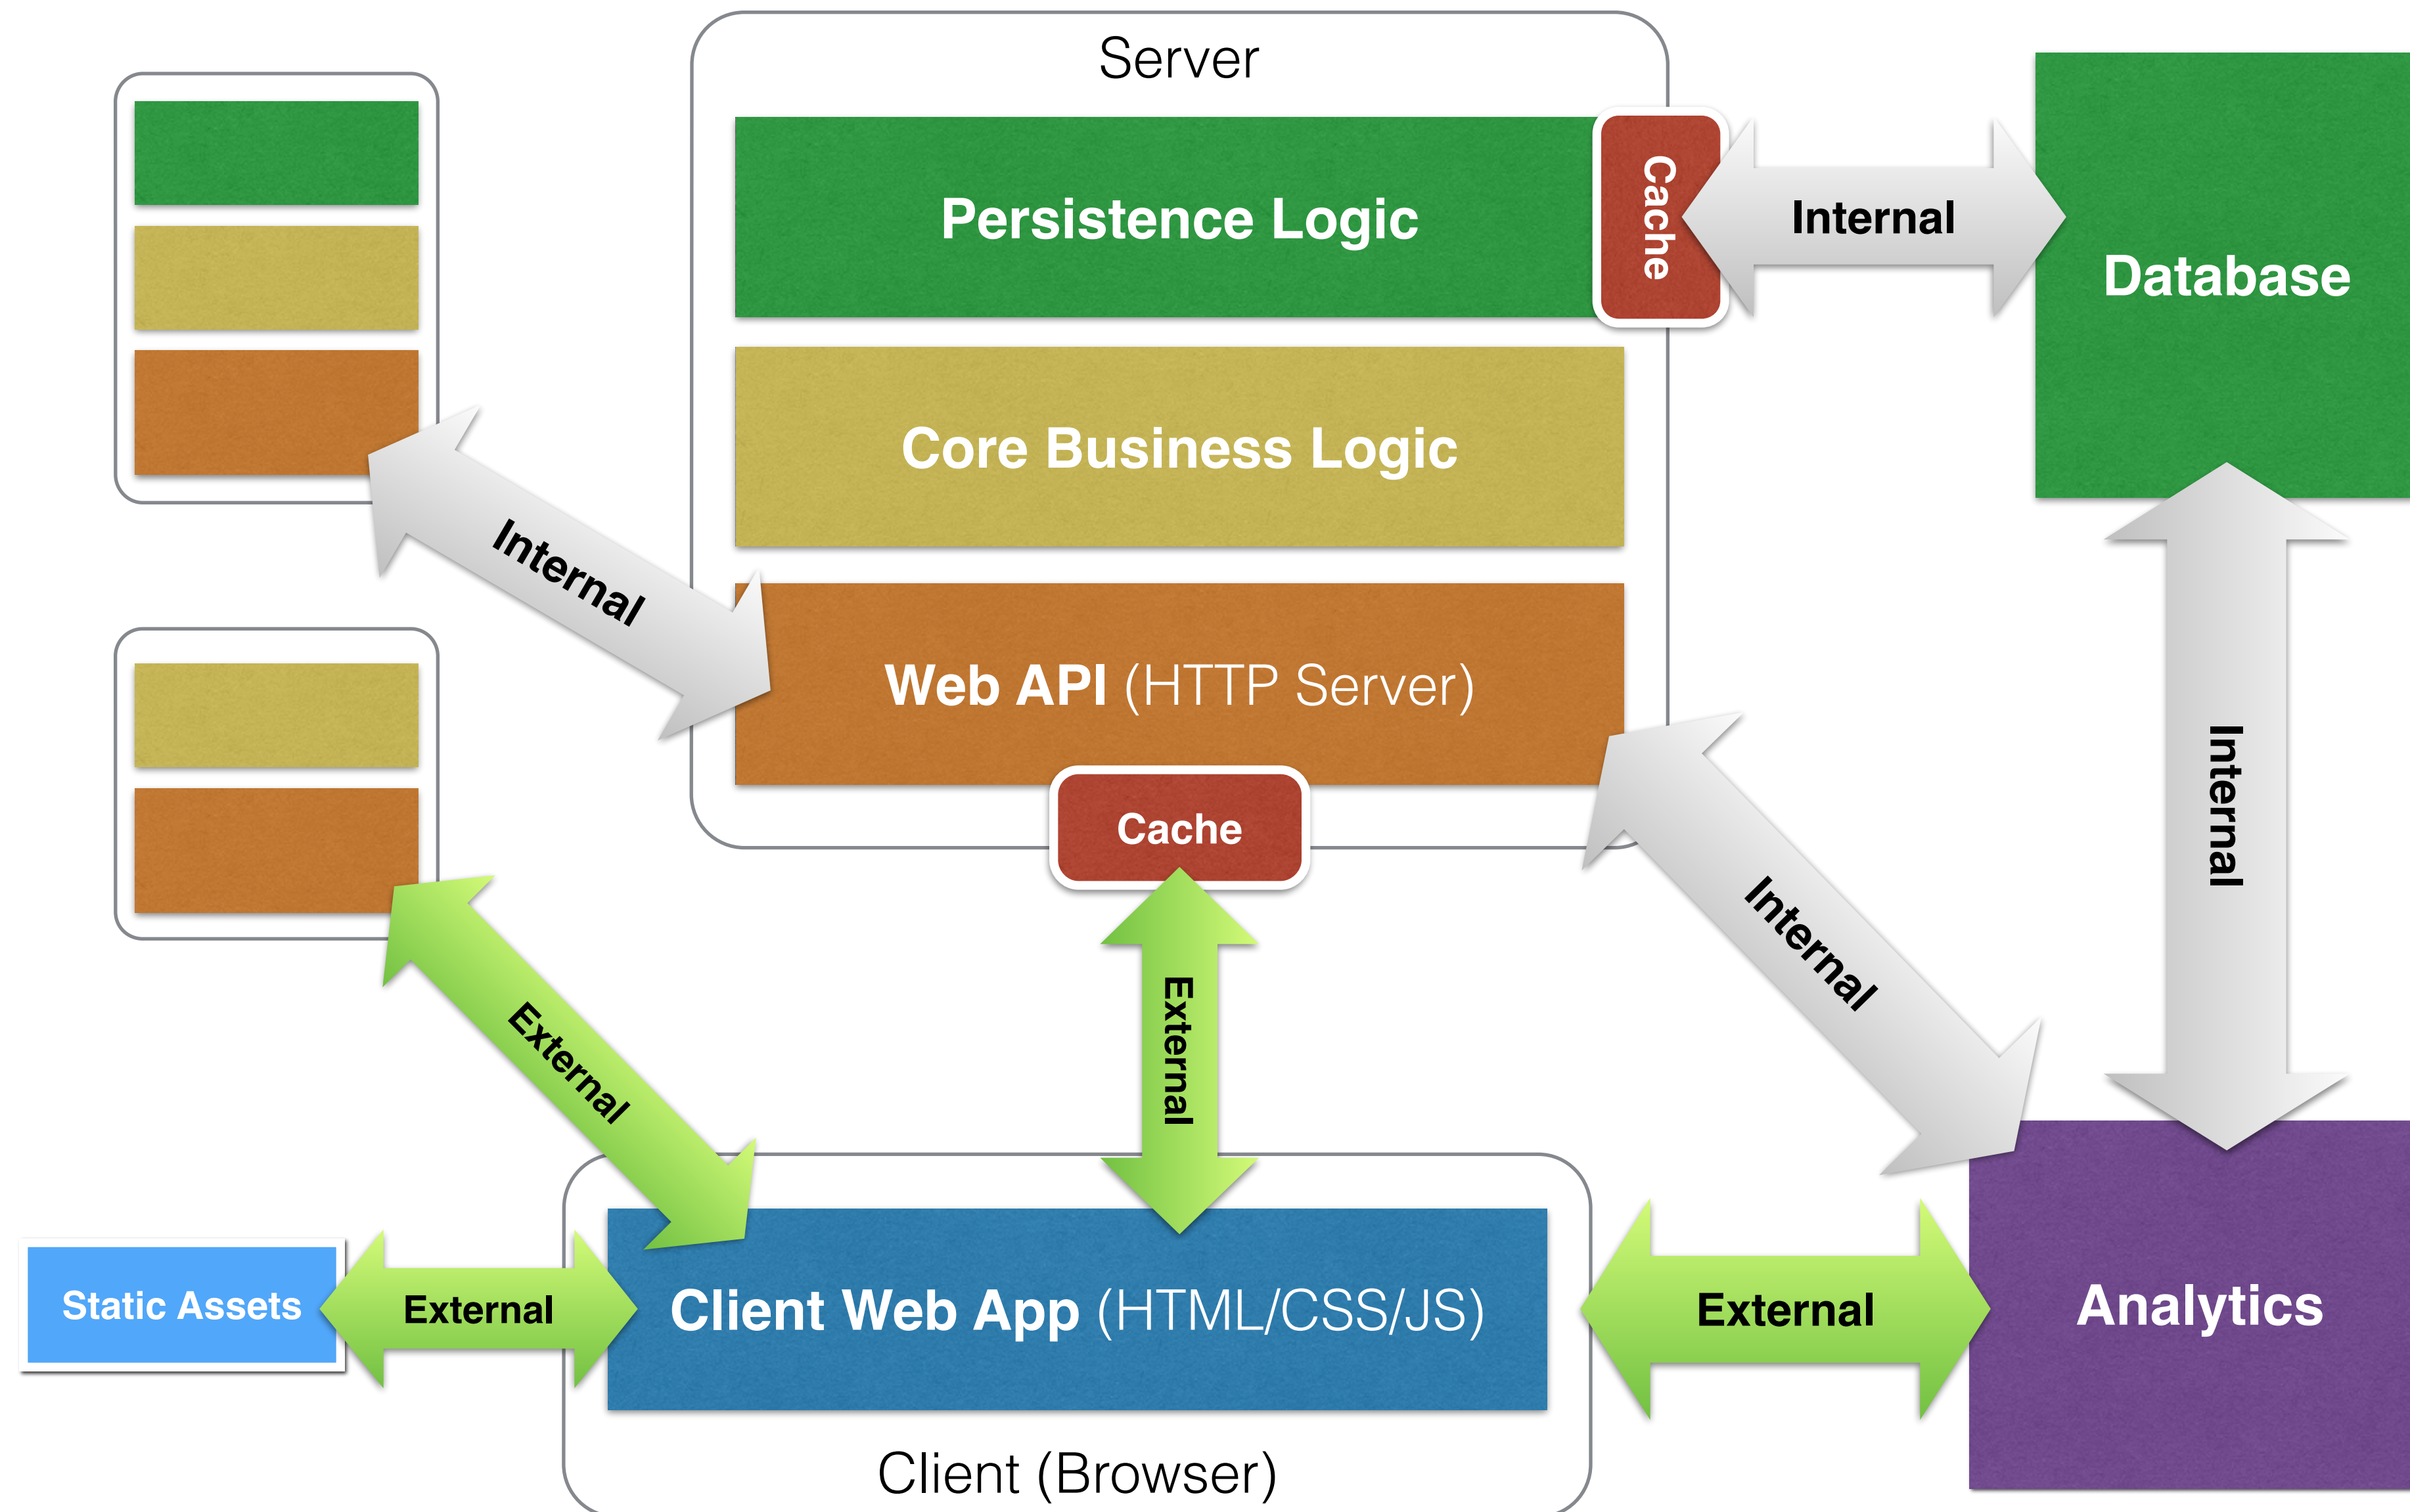 Server
Persistence Logic
Cache
Internal
Database
Core Business Logic
Internal
Web API (HTTP Server)
Cache
Internal
Internal
External
External
Static Assets
External
Client Web App (HTML/CSS/JS)
External
Analytics
Client (Browser)